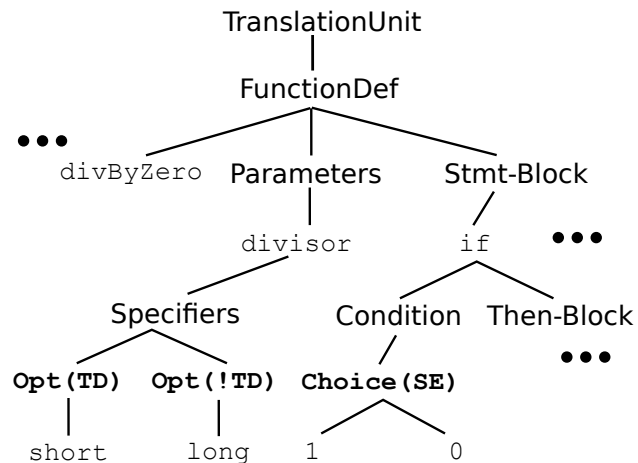 TranslationUnit
FunctionDef
•••
divByZero Parameters Stmt-Block
divisor if •••
Specifiers Condition Then-Block
•••
Opt(TD) Opt(!TD) Choice(SE)
short long 1 0